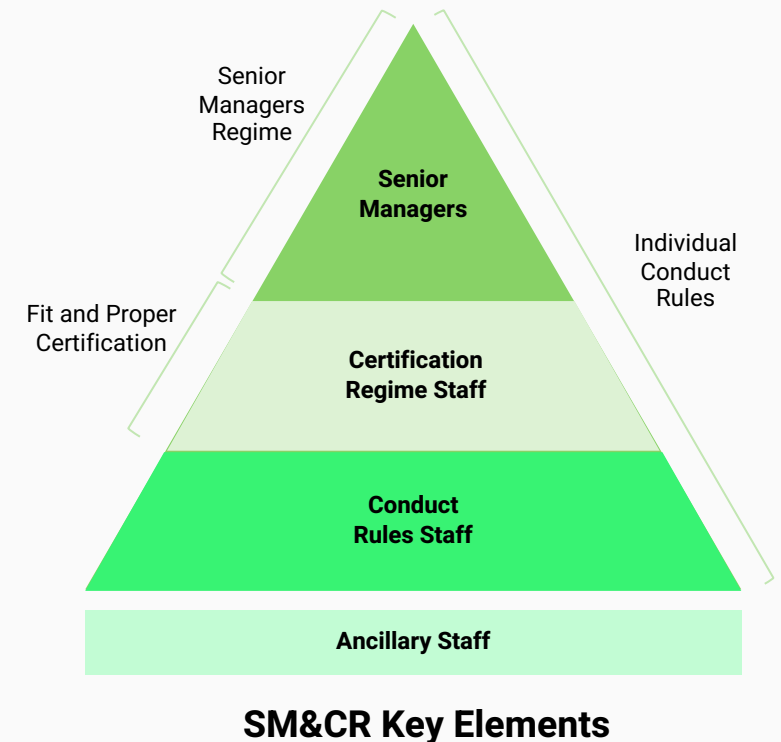 Senior
Managers
Regime
Senior
Managers
Individual
Conduct
Rules
Fit and Proper
Certification
Certification
Regime Staff
Conduct
Rules Staff
Ancillary Staff
SM&CR Key Elements